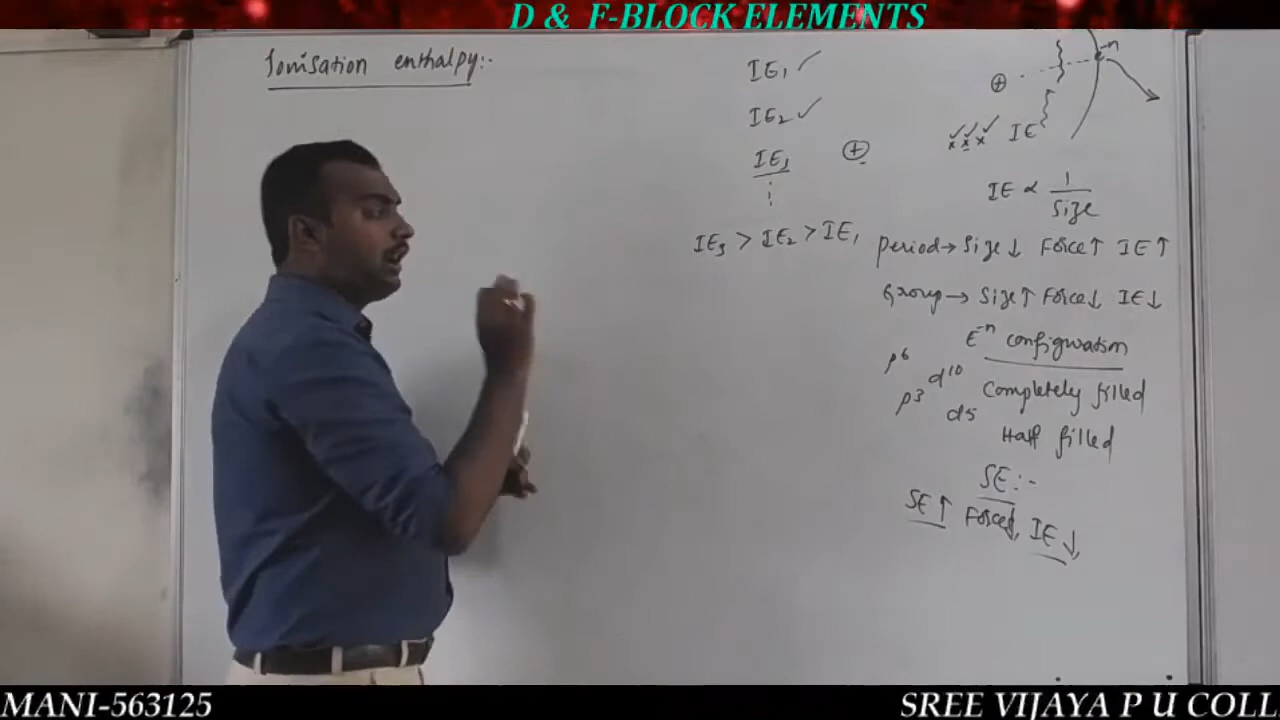 D & F-BLOCK ELEMENTS
Ionisation enthalpy:-
IE₁ ✓
IE₂ ✓
IE₃
⋮
IE₃ > IE₂ > IE₁
⊕
⊕
e⁻ⁿ
✓ ✓ ✓
x x x IE
IE ∝ 1/Size
Period → Size ↓ Force ↑ IE ↑
Group → Size ↑ Force ↓ IE ↓
E⁻ⁿ configuration
p⁶ d¹⁰ Completely filled
p³ d⁵ Half filled
SE:-
SE ↑ Force ↓ IE ↓
MANI-563125
SREE VIJAYA P U COLL